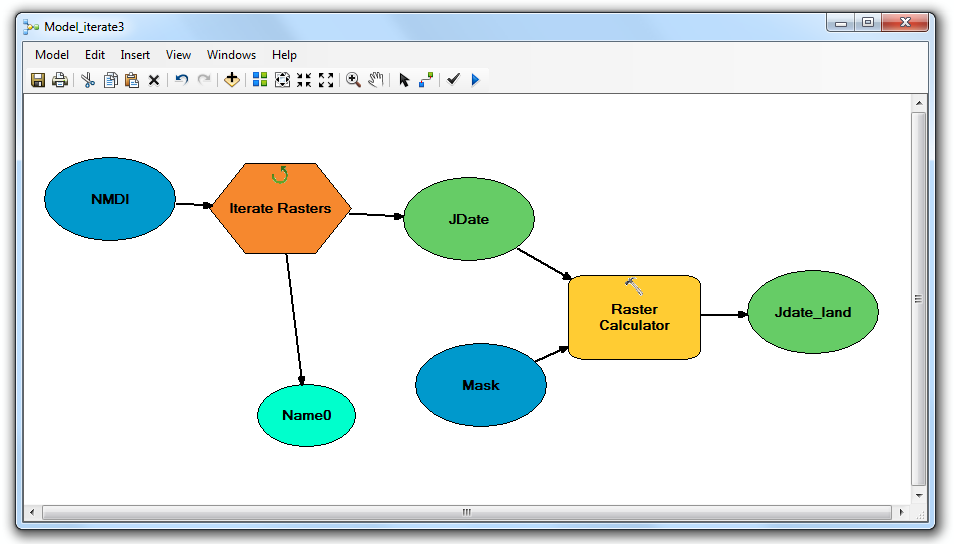 Model_iterate3
Model Edit Insert View Windows Help
NMDI
Iterate Rasters
JDate
Raster
Calculator
Jdate_land
Mask
Name0